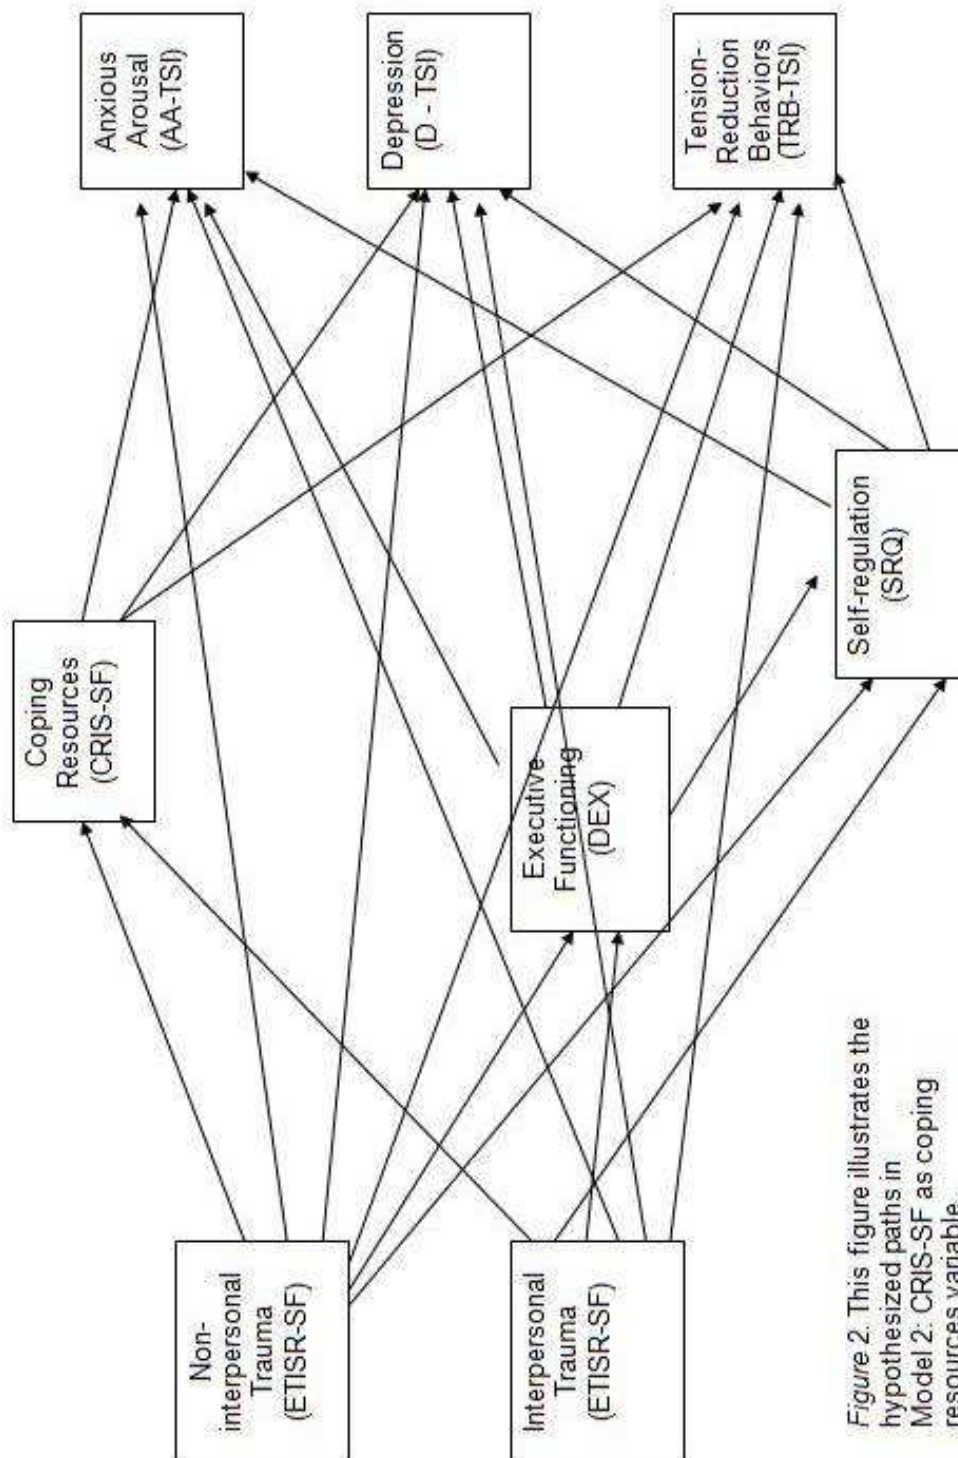 Coping
Resources
(CRIS-SF)
Anxious
Arousal
(AA-TSI)
Non-
interpersonal
Trauma
(ETISR-SF)
Depression
(D - TSI)
Interpersonal
Trauma
(ETISR-SF)
Executive
Functioning
(DEX)
Tension-
Reduction
Behaviors
(TRB-TSI)
Self-regulation
(SRQ)
Figure 2. This figure illustrates the
hypothesized paths in
Model 2: CRIS-SF as coping
resources variable.